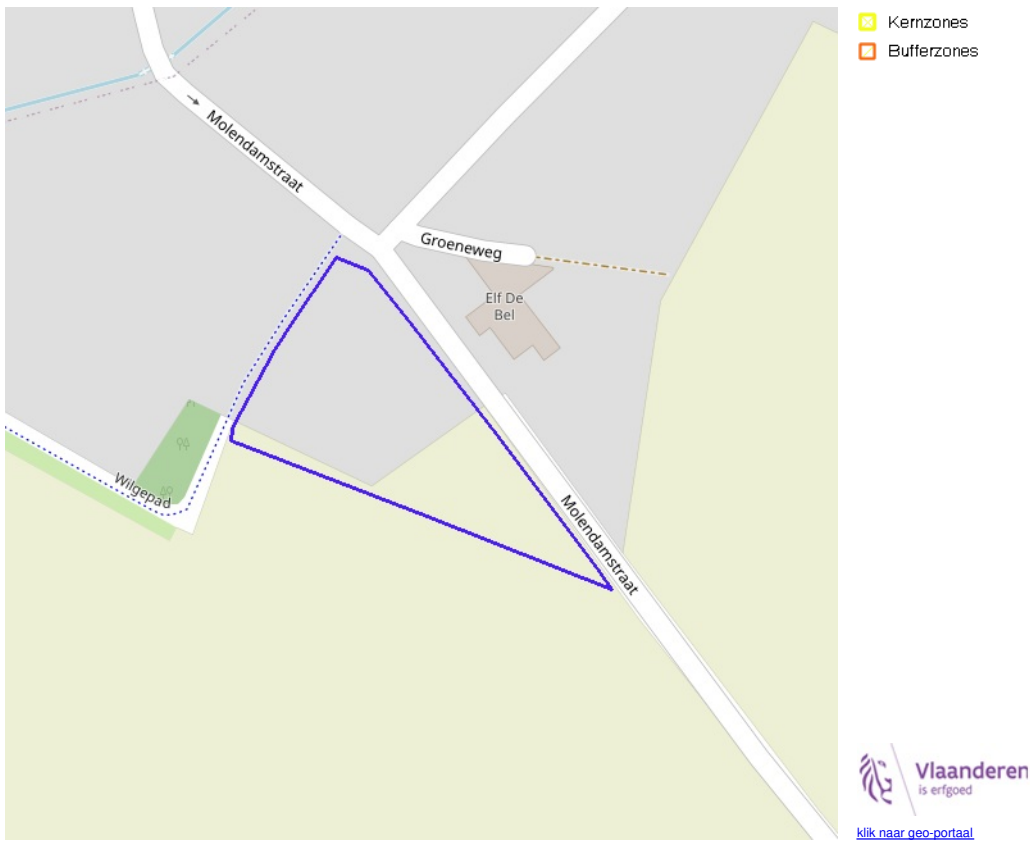 Kernzones
Bufferzones
Molendamstraat
Groeneweg
Elf De
Bel
Wilgepad
Molendamstraat
Vlaanderen
is erfgoed
klik naar geo-portaal